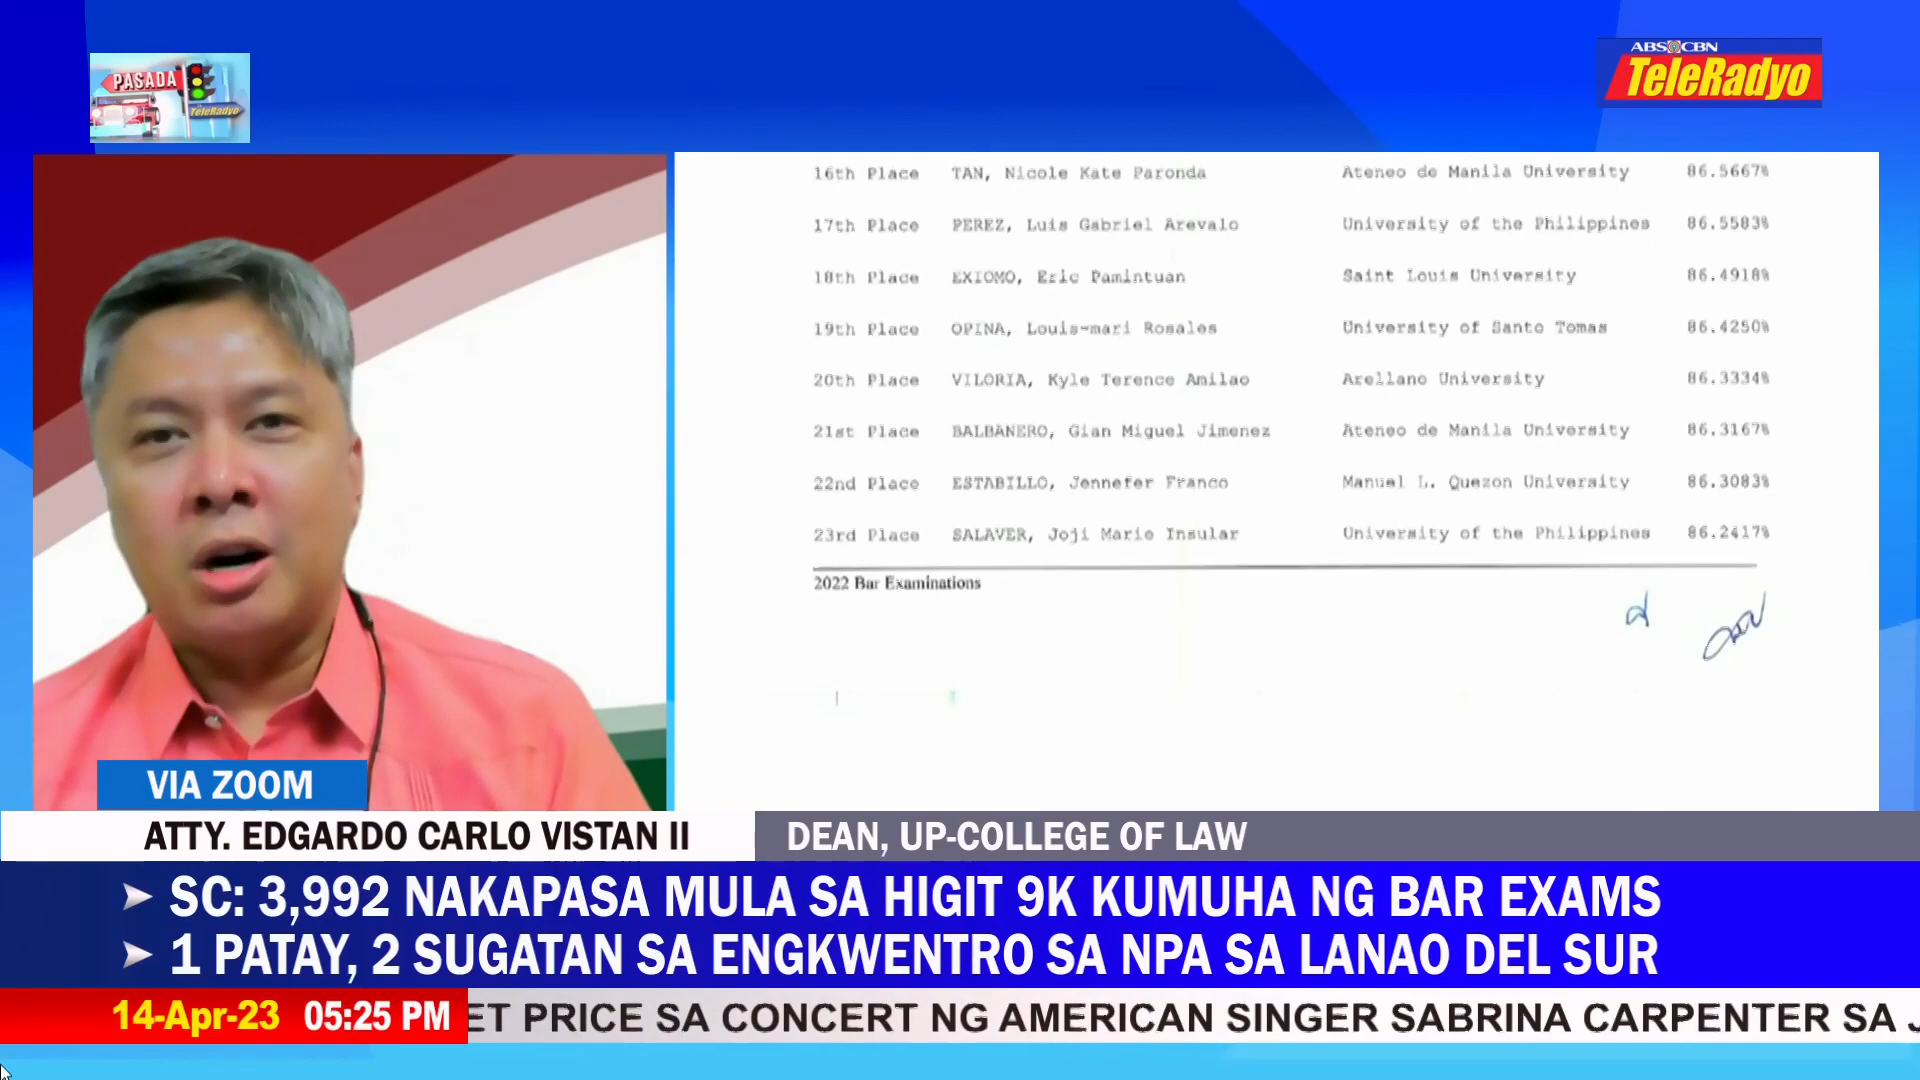 PASADA
TeleRadyo
ABS-CBN
TeleRadyo
16th Place TAN, Nicole Kate Paronda Ateneo de Manila University 86.5667%
17th Place PEREZ, Luis Gabriel Arevalo University of the Philippines 86.5583%
18th Place EXIOMO, Eric Pamintuan Saint Louis University 86.4918%
19th Place OPINA, Louis-mari Rosales University of Santo Tomas 86.4250%
20th Place VILORIA, Kyle Terence Amilao Arellano University 86.3334%
21st Place BALBANERO, Gian Miguel Jimenez Ateneo de Manila University 86.3167%
22nd Place ESTABILLO, Jennefer Franco Manuel L. Quezon University 86.3083%
23rd Place SALAVER, Joji Mario Insular University of the Philippines 86.2417%
2022 Bar Examinations
VIA ZOOM
ATTY. EDGARDO CARLO VISTAN II DEAN, UP-COLLEGE OF LAW
SC: 3,992 NAKAPASA MULA SA HIGIT 9K KUMUHA NG BAR EXAMS
1 PATAY, 2 SUGATAN SA ENGKWENTRO SA NPA SA LANAO DEL SUR
14-Apr-23 05:25 PM ET PRICE SA CONCERT NG AMERICAN SINGER SABRINA CARPENTER SA J